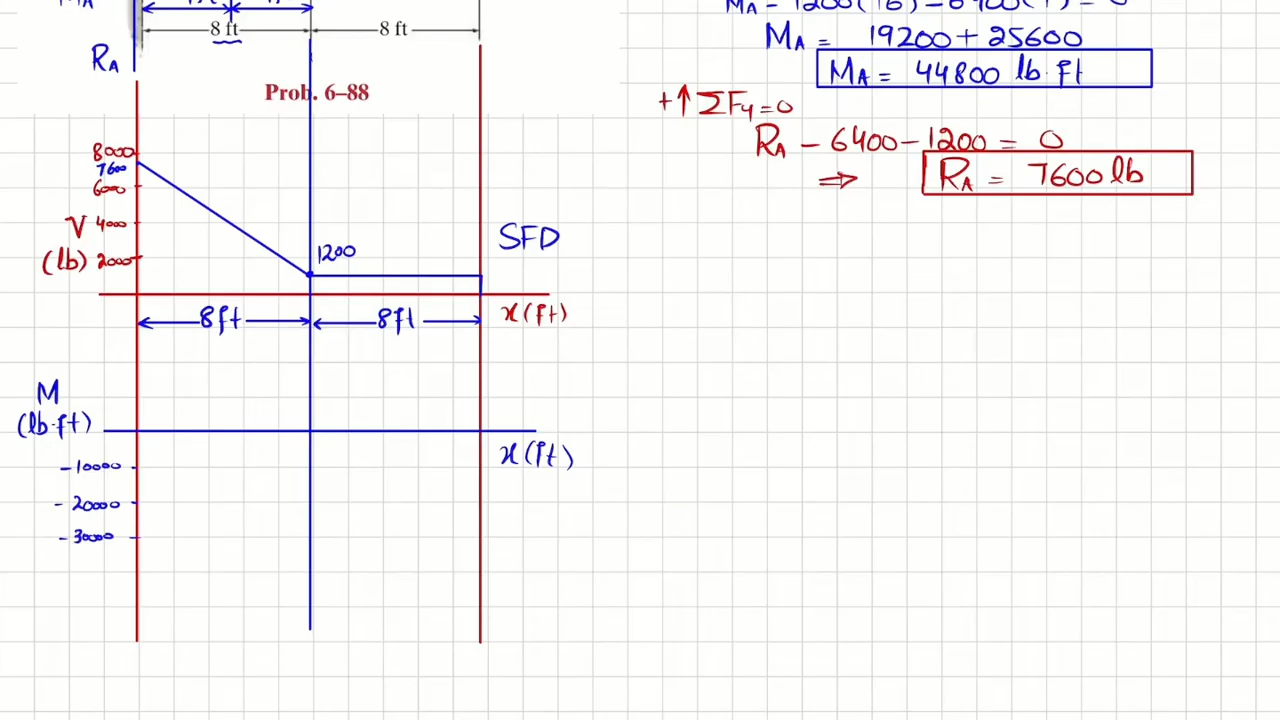 8 ft 8 ft
R_A
Prob. 6–88
8000
7600
6000
V 4000
(lb) 2000
1200
SFD
8ft 8ft x(ft)
M
(lb·ft)
x(ft)
-10000
-20000
-30000
M_A = 19200 + 25600
M_A = 44800 lb·ft
+↑ ΣF_y = 0
R_A - 6400 - 1200 = 0
⇒ R_A = 7600 lb